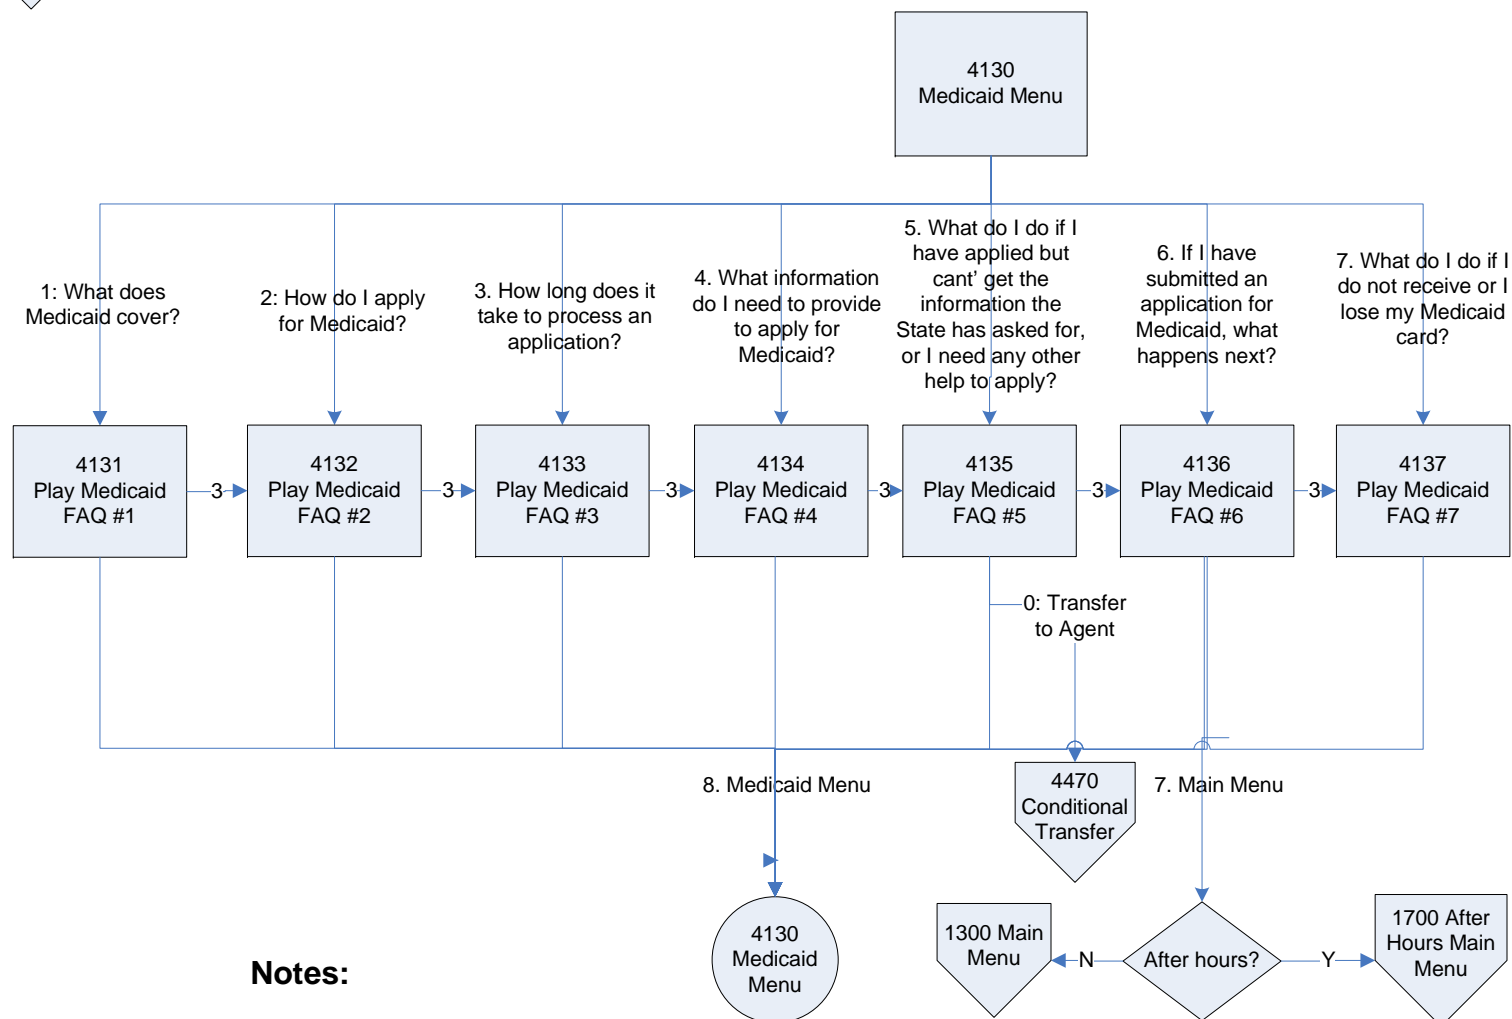 4130
Medicaid Menu
1: What does
Medicaid cover?
2: How do I apply
for Medicaid?
3. How long does it
take to process an
application?
4. What information
do I need to provide
to apply for
Medicaid?
5. What do I do if I
have applied but
cant’ get the
information the
State has asked for,
or I need any other
help to apply?
6. If I have
submitted an
application for
Medicaid, what
happens next?
7. What do I do if I
do not receive or I
lose my Medicaid
card?
4131
Play Medicaid
FAQ #1
3
4132
Play Medicaid
FAQ #2
3
4133
Play Medicaid
FAQ #3
3
4134
Play Medicaid
FAQ #4
3
4135
Play Medicaid
FAQ #5
3
4136
Play Medicaid
FAQ #6
3
4137
Play Medicaid
FAQ #7
0: Transfer
to Agent
8. Medicaid Menu
4470
Conditional
Transfer
7. Main Menu
4130
Medicaid
Menu
1300 Main
Menu
N
After hours?
Y
1700 After
Hours Main
Menu
Notes: